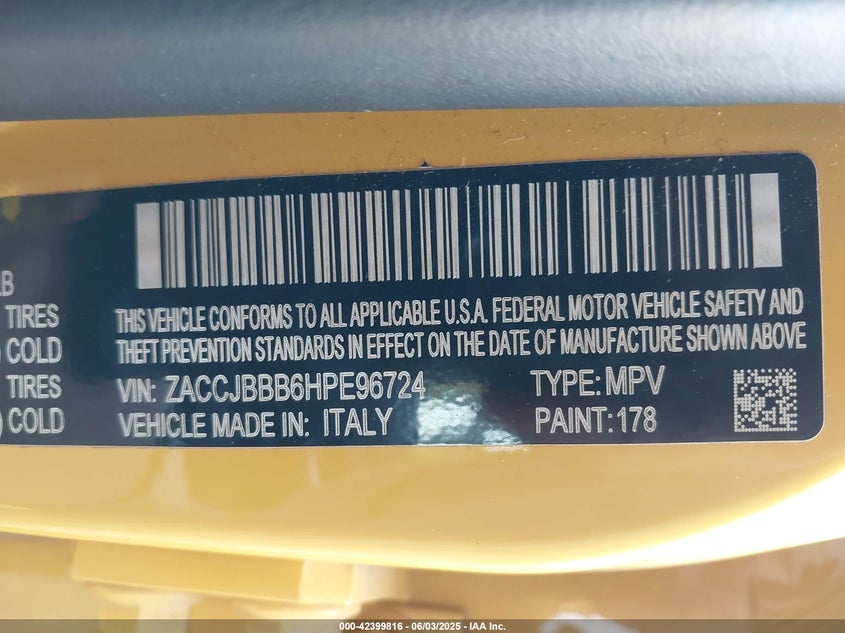 LB
TIRES
) COLD
TIRES
) COLD
THIS VEHICLE CONFORMS TO ALL APPLICABLE U.S.A. FEDERAL MOTOR VEHICLE SAFETY AND
THEFT PREVENTION STANDARDS IN EFFECT ON THE DATE OF MANUFACTURE SHOWN ABOVE
VIN: ZACCJBBB6HPE96724 TYPE: MPV
VEHICLE MADE IN: ITALY PAINT: 178
000-42399816 - 06/03/2025 - IAA Inc.